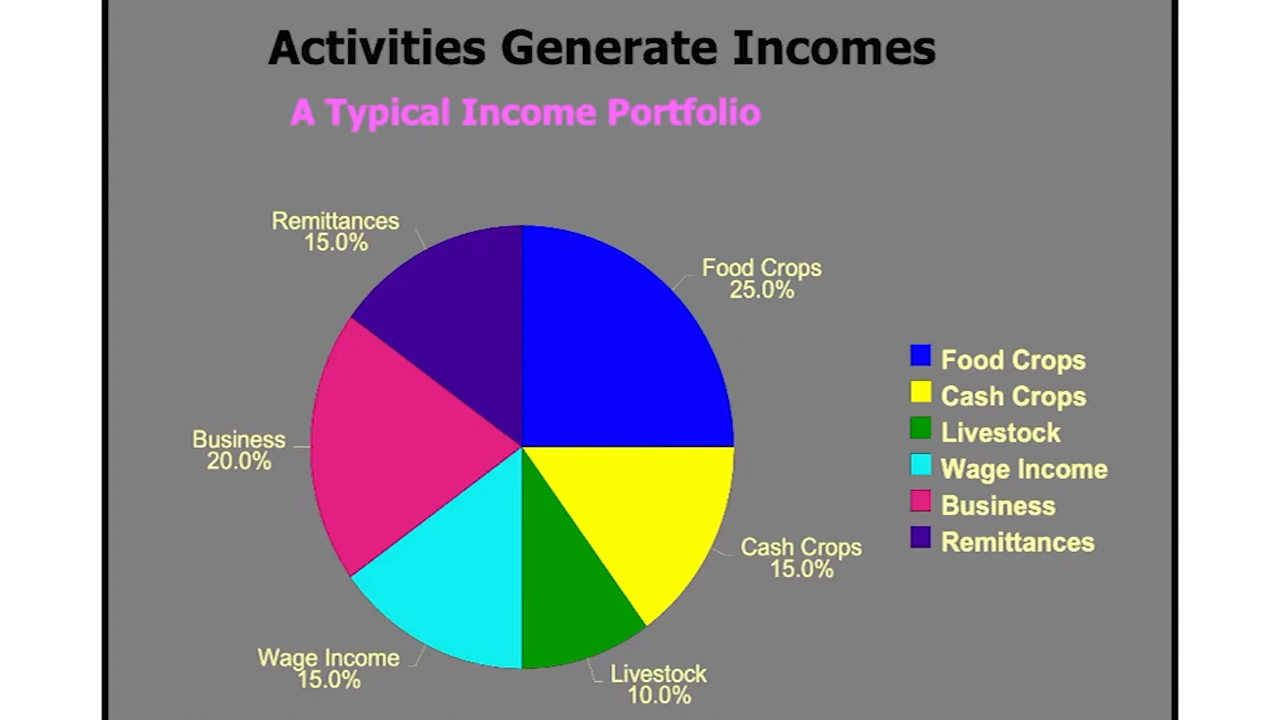 Activities Generate Incomes
A Typical Income Portfolio
Remittances
15.0%
Food Crops
25.0%
Business
20.0%
Cash Crops
15.0%
Wage Income
15.0%
Livestock
10.0%
Food Crops
Cash Crops
Livestock
Wage Income
Business
Remittances